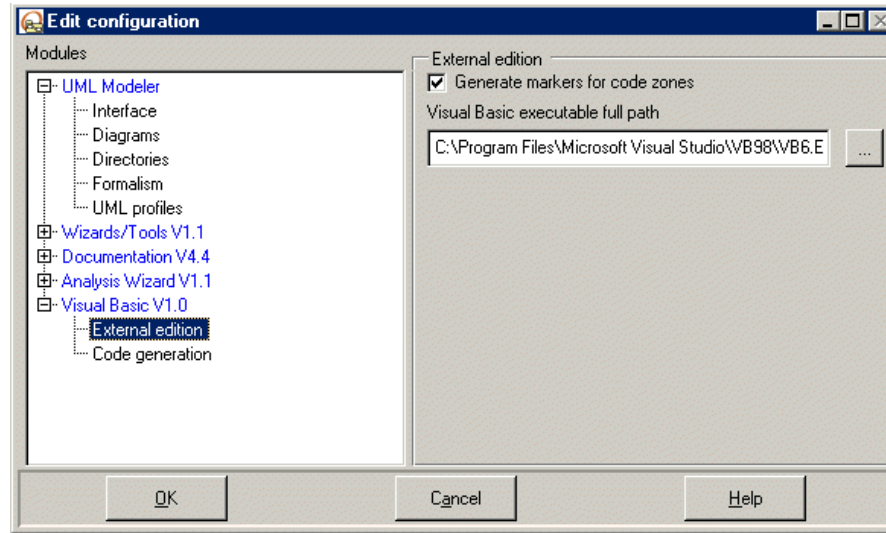 Edit configuration
Modules
UML Modeler
Interface
Diagrams
Directories
Formalism
UML profiles
Wizards/Tools V1.1
Documentation V4.4
Analysis Wizard V1.1
Visual Basic V1.0
External edition
Code generation
External edition
Generate markers for code zones
Visual Basic executable full path
C:\Program Files\Microsoft Visual Studio\VB98\VB6.E
...
OK
Cancel
Help